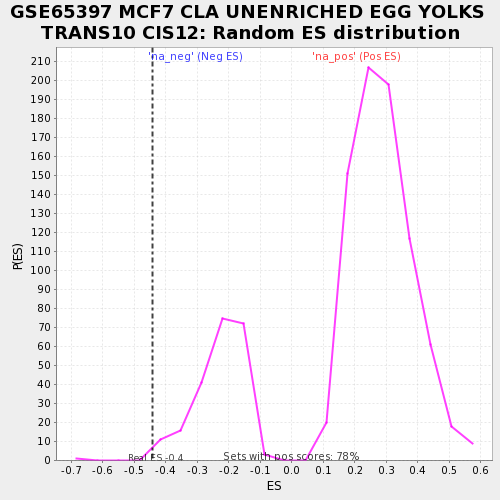 GSE65397 MCF7 CLA UNENRICHED EGG YOLKS
TRANS10 CIS12: Random ES distribution
'na_neg' (Neg ES)
'na_pos' (Pos ES)
210
200
190
180
170
160
150
140
130
120
110
100
90
80
70
60
50
40
30
20
10
0
P(ES)
Real ES -0.4
Sets with pos scores: 78%
-0.7 -0.6 -0.5 -0.4 -0.3 -0.2 -0.1 0.0 0.1 0.2 0.3 0.4 0.5 0.6
ES